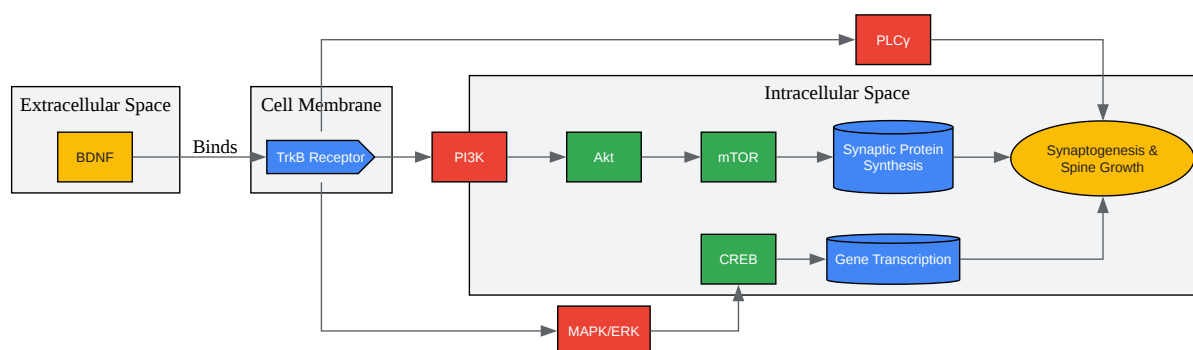 PLCγ
Extracellular Space
Cell Membrane
Intracellular Space
BDNF
Binds
TrkB Receptor
PI3K
Akt
mTOR
Synaptic Protein
Synthesis
Synaptogenesis &
Spine Growth
CREB
Gene Transcription
MAPK/ERK